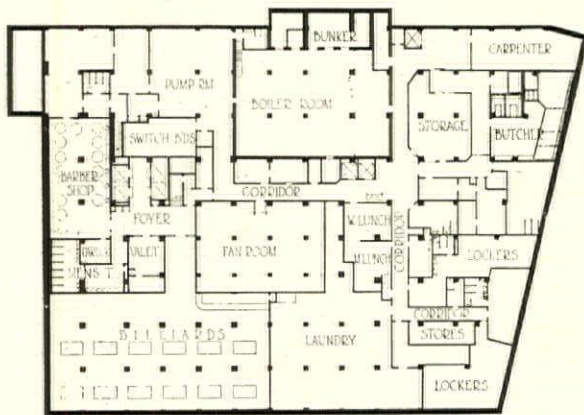 BUNKER
CARPENTER
PUMP RM.
BOILER ROOM
STORAGE
SWITCH BDS
BUTCHER
BARBER SHOP
CORRIDOR
FOYER
W. LUNCH
CORRIDOR
FAN ROOM
VALET
M. LUNCH
LOCKERS
MENS T.
CORRIDOR
BILLIARDS
LAUNDRY
STORES
LOCKERS